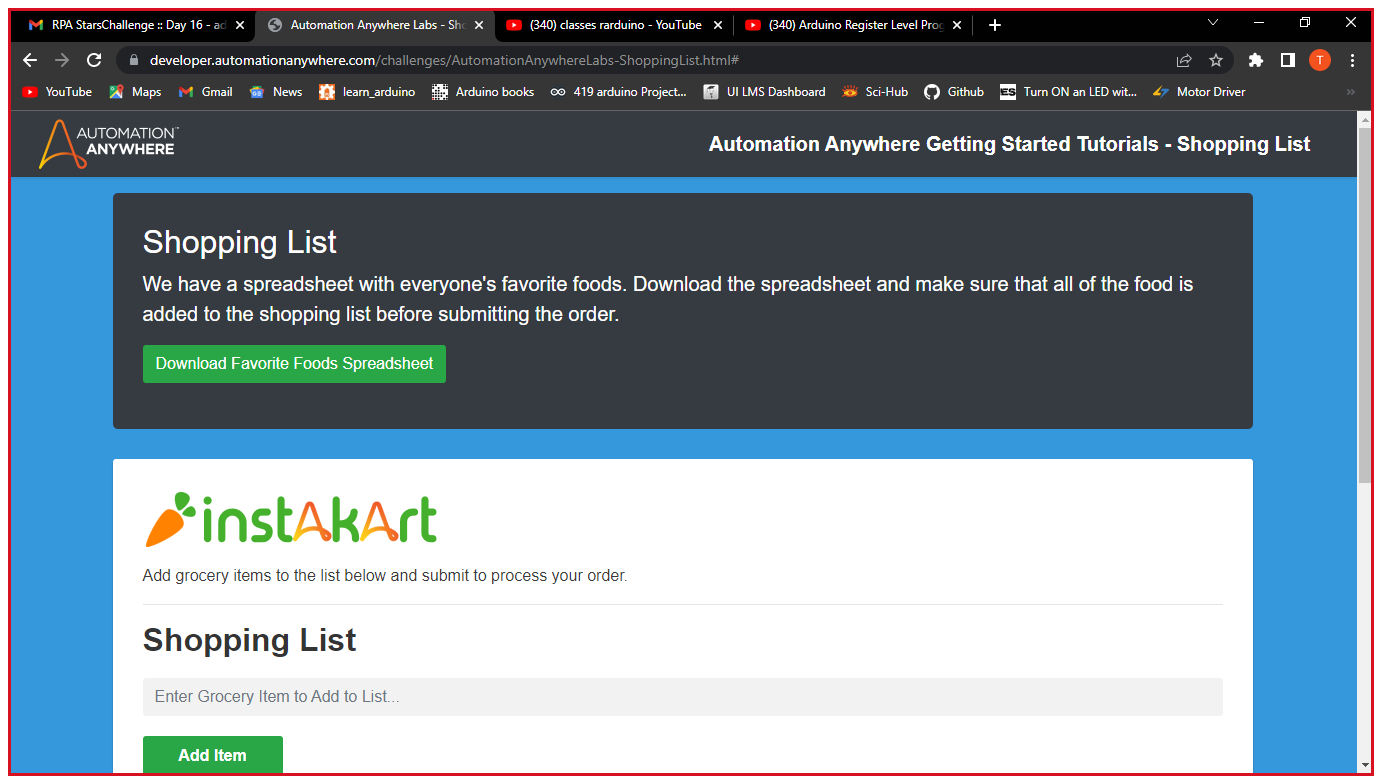 RPA StarsChallenge :: Day 16 - ad
Automation Anywhere Labs - Sho
(340) classes rarduino - YouTube
(340) Arduino Register Level Prog
developer.automationanywhere.com/challenges/AutomationAnywhereLabs-ShoppingList.html#
T
YouTube
Maps
Gmail
News
learn_arduino
Arduino books
419 arduino Project...
UI LMS Dashboard
Sci-Hub
Github
ES
Turn ON an LED wit...
Motor Driver
»
AUTOMATION™
ANYWHERE
Automation Anywhere Getting Started Tutorials - Shopping List
Shopping List
We have a spreadsheet with everyone's favorite foods. Download the spreadsheet and make sure that all of the food is
added to the shopping list before submitting the order.
Download Favorite Foods Spreadsheet
instAkArt
Add grocery items to the list below and submit to process your order.
Shopping List
Enter Grocery Item to Add to List...
Add Item